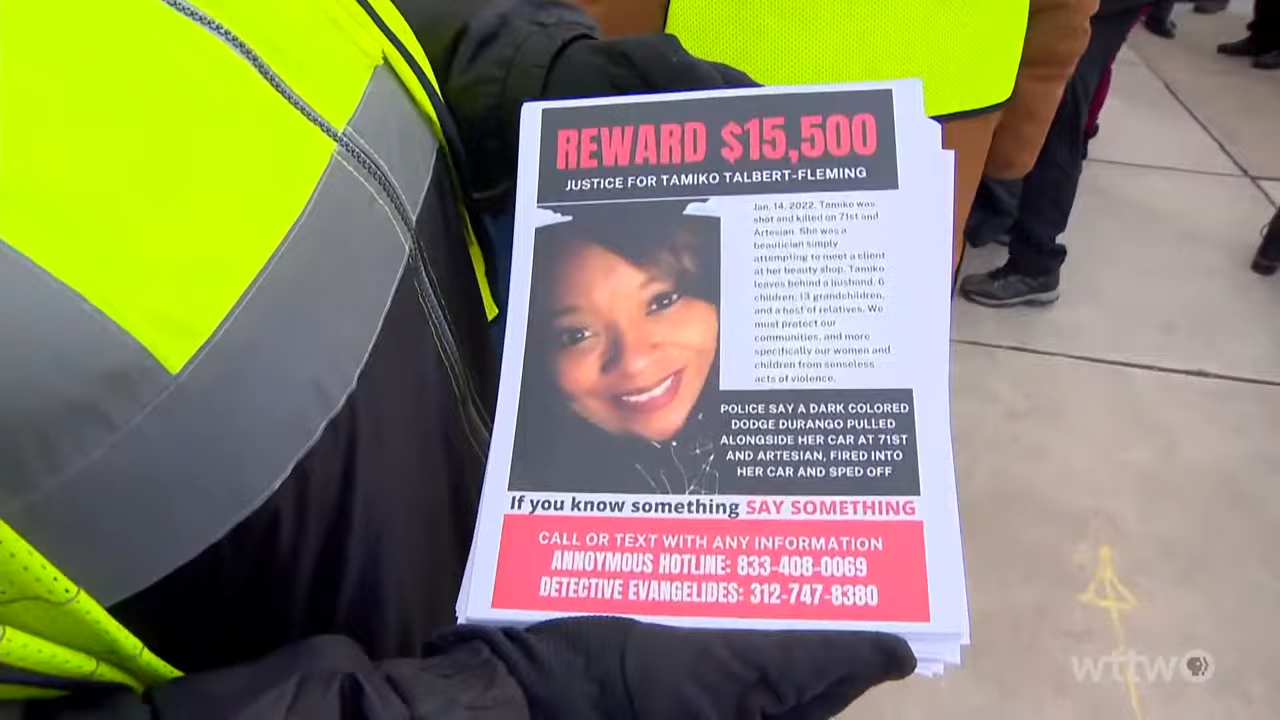 REWARD $15,500
JUSTICE FOR TAMIKO TALBERT-FLEMING
Jan. 14, 2022. Tamiko was
shot and killed on 71st and
Artesian. She was a
beautician simply
attempting to meet a client
at her beauty shop. Tamiko
leaves behind a husband, 6
children, 13 grandchildren,
and a host of relatives. We
must protect our
communities, and more
specifically our women and
children from senseless
acts of violence.
POLICE SAY A DARK COLORED
DODGE DURANGO PULLED
ALONGSIDE HER CAR AT 71ST
AND ARTESIAN, FIRED INTO
HER CAR AND SPED OFF
If you know something SAY SOMETHING
CALL OR TEXT WITH ANY INFORMATION
ANNOYMOUS HOTLINE: 833-408-0069
DETECTIVE EVANGELIDES: 312-747-8380
wttw